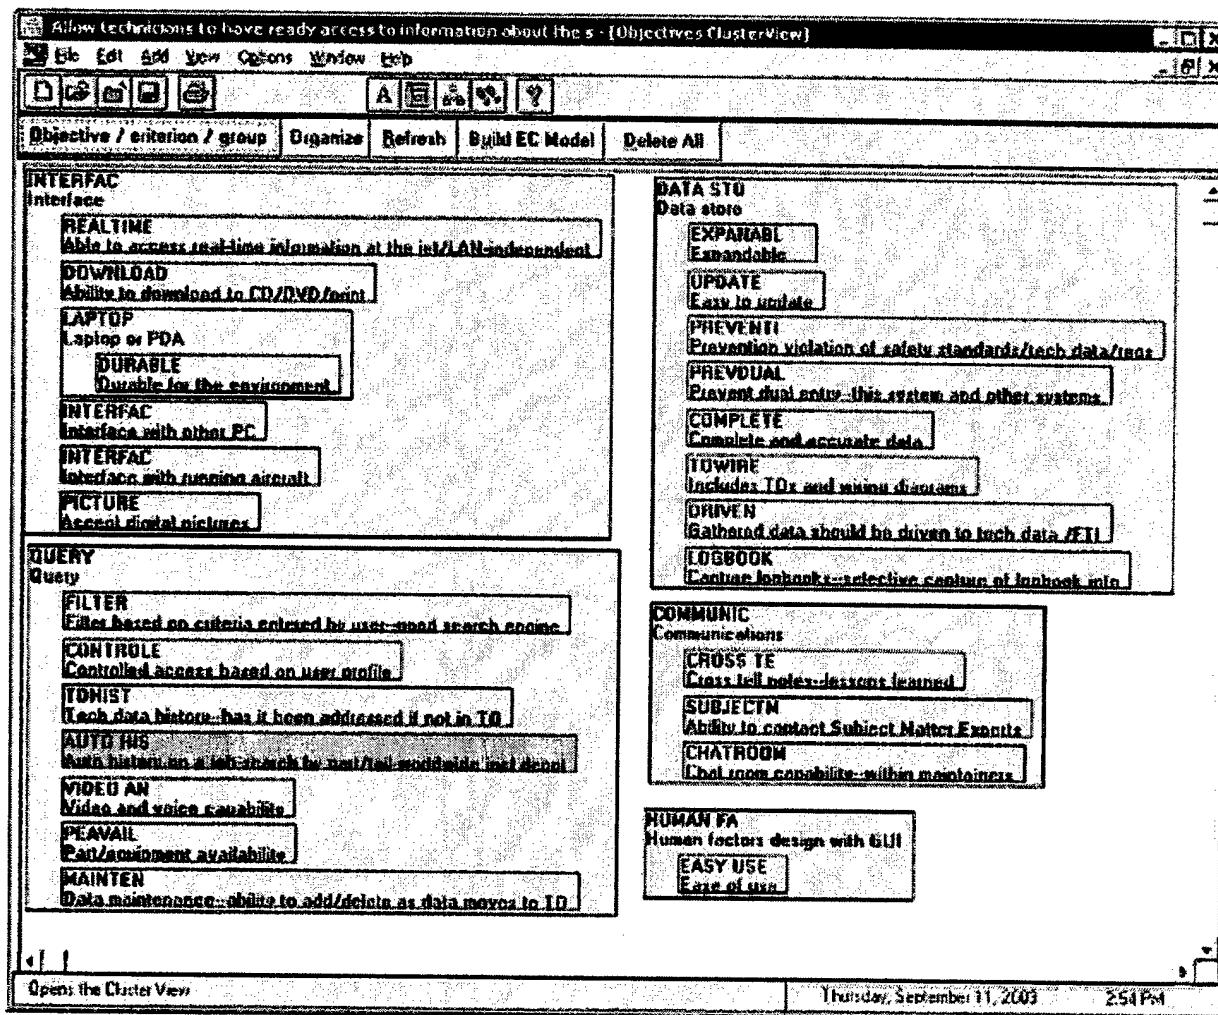 Allow technicians to have ready access to information about the s - [Objectives ClusterView]
File Edit Add View Options Window Help
A
Objective / criterion / group Organize Refresh Build EC Model Delete All
INTERFAC
Interface
REALTIME
Able to access real-time information at the jet/LAN-independent
DOWNLOAD
Ability to download to CD/DVD/print
LAPTOP
Laptop or PDA
DURABLE
Durable for the environment
INTERFAC
Interface with other PC
INTERFAC
Interface with running aircraft
PICTURE
Accept digital pictures
QUERY
Query
FILTER
Filter based on criteria entered by user--good search engine
CONTROLE
Controlled access based on user profile
TDHIST
Tech data history--has it been addressed if not in TO
AUTO HIS
Auto history on a job-search by part/tail-worldwide incl depot
VIDEO AN
Video and voice capability
PEAVAIL
Part/equipment availability
MAINTEN
Data maintenance--ability to add/delete as data moves to TO
DATA STO
Data store
EXPANABL
Expandable
UPDATE
Easy to update
PREVENTI
Prevention violation of safety standards/tech data/regs
PREVDUAL
Prevent dual entry--this system and other systems
COMPLETE
Complete and accurate data
TOWIRE
Includes TOs and wiring diagrams
DRIVEN
Gathered data should be driven to tech data /ETI
LOGBOOK
Capture logbooks--selective capture of logbook info
COMMUNIC
Communications
CROSS TE
Cross tell notes--lessons learned
SUBJECTM
Ability to contact Subject Matter Experts
CHATROOM
Chat room capability--within maintainers
HUMAN FA
Human factors design with GUI
EASY USE
Ease of use
Opens the Cluster View
Thursday, September 11, 2003 2:54 PM